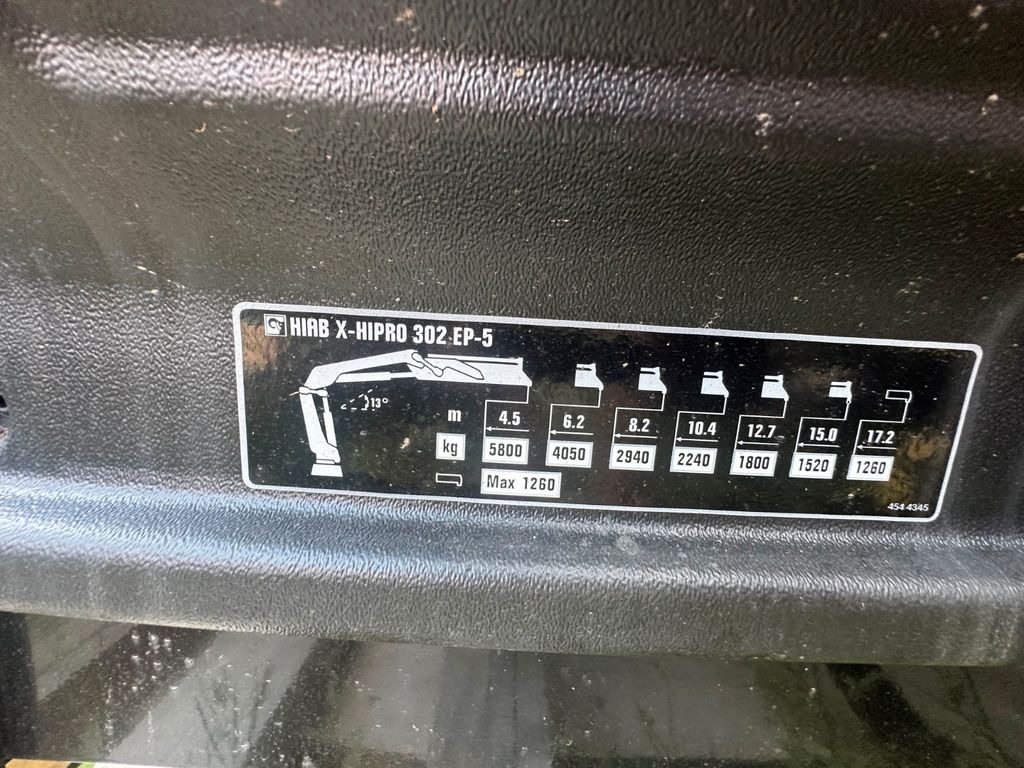 HIAB X-HIPRO 302 EP-5
13°
m 4.5 6.2 8.2 10.4 12.7 15.0 17.2
kg 5800 4050 2940 2240 1800 1520 1260
Max 1260
454 4345